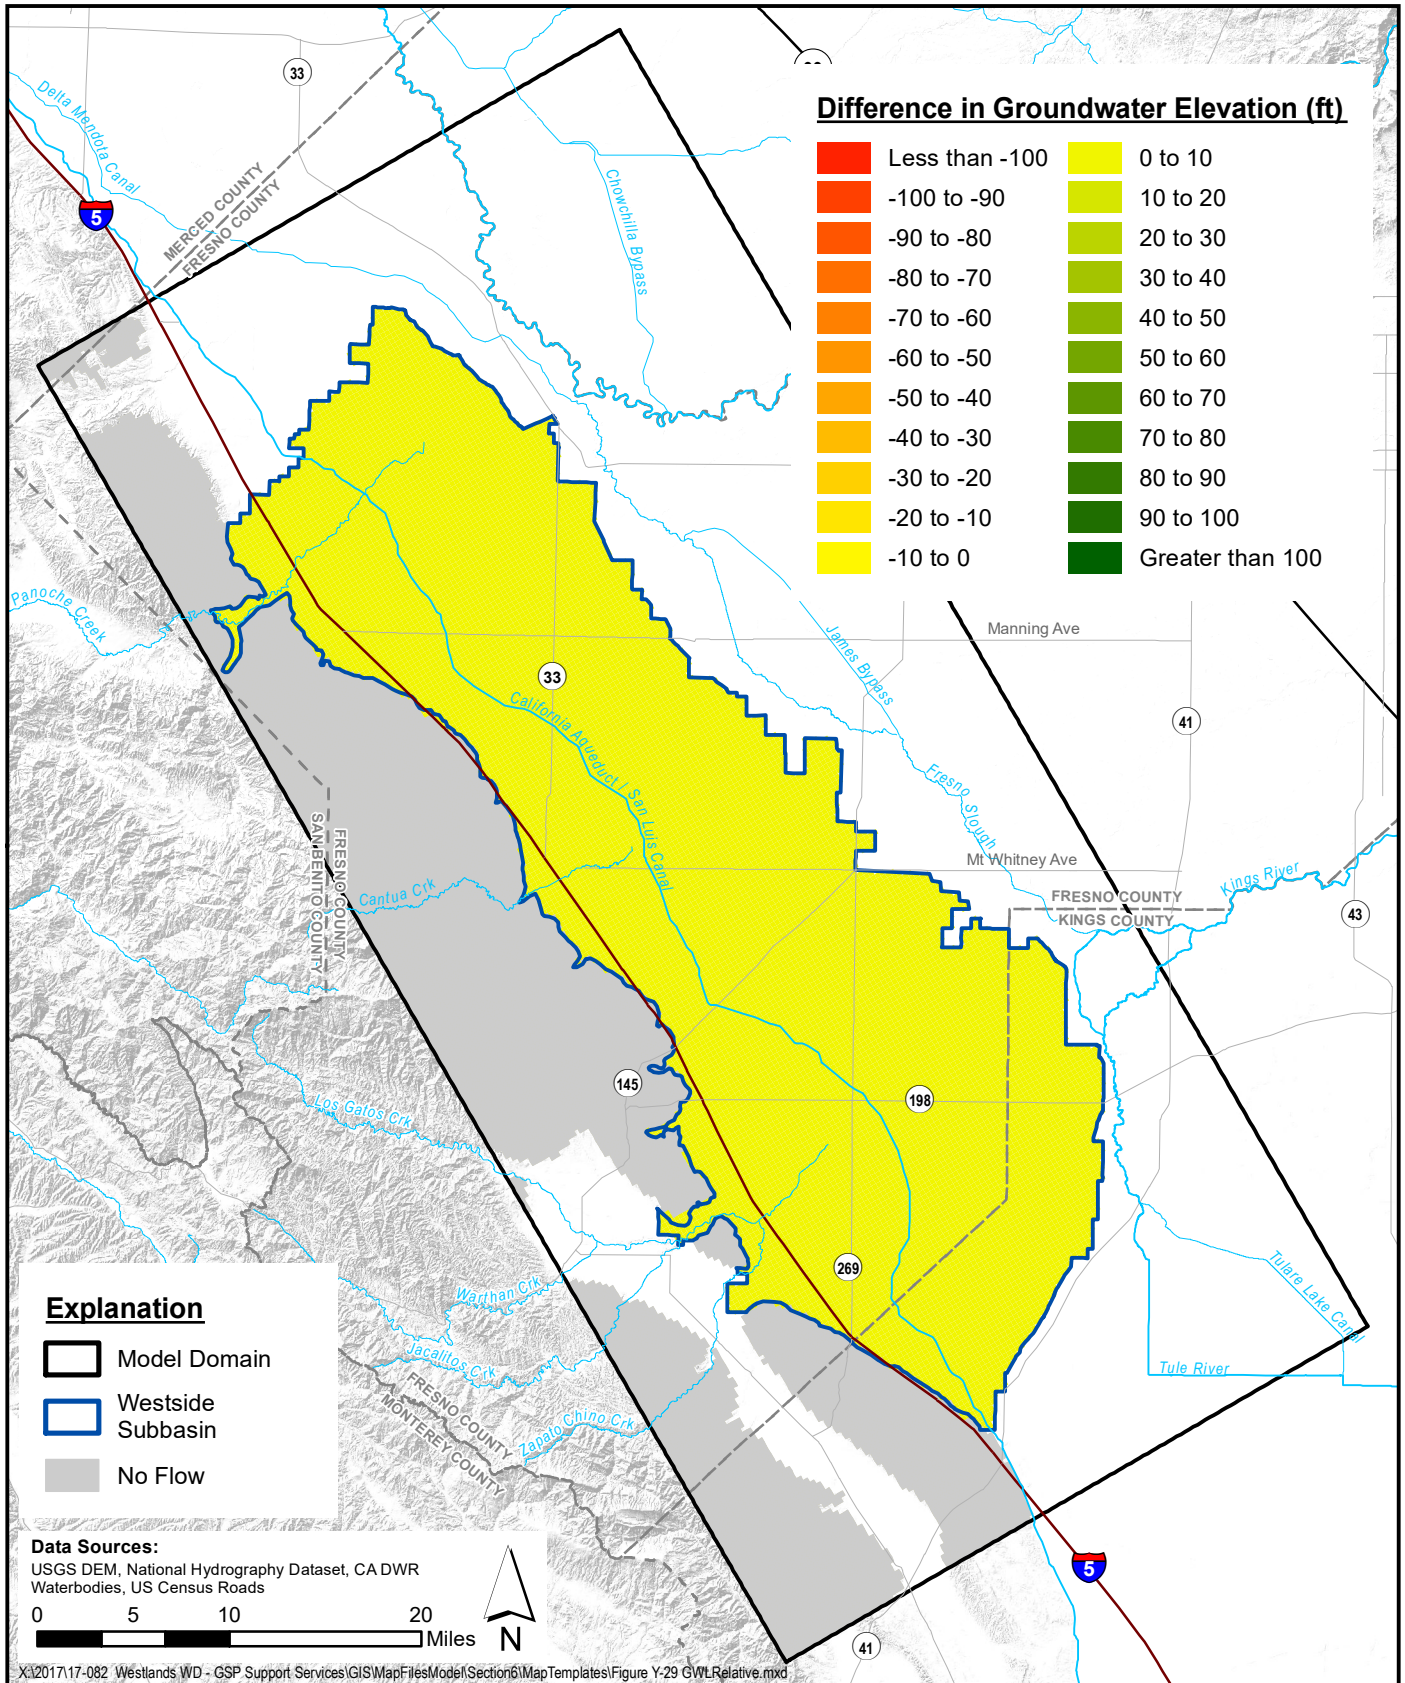 33
Delta Mendota Canal
5
MERCED COUNTY
FRESNO COUNTY
Chowchilla Bypass
Difference in Groundwater Elevation (ft)
Less than -100
-100 to -90
-90 to -80
-80 to -70
-70 to -60
-60 to -50
-50 to -40
-40 to -30
-30 to -20
-20 to -10
-10 to 0
0 to 10
10 to 20
20 to 30
30 to 40
40 to 50
50 to 60
60 to 70
70 to 80
80 to 90
90 to 100
Greater than 100
Panoche Creek
Manning Ave
James Bypass
33
41
California Aqueduct / San Luis Canal
Fresno Slough
SAN BENITO COUNTY
FRESNO COUNTY
Mt Whitney Ave
Cantua Crk
FRESNO COUNTY
KINGS COUNTY
Kings River
43
145
Los Gatos Crk
198
269
Warthan Crk
Jacalitos Crk
Tulare Lake Canal
Tule River
FRESNO COUNTY
MONTEREY COUNTY
Zapato Chino Crk
5
41
Explanation
Model Domain
Westside
Subbasin
No Flow
Data Sources:
USGS DEM, National Hydrography Dataset, CA DWR
Waterbodies, US Census Roads
0 5 10 20
Miles
N
X:\2017\17-082 Westlands WD - GSP Support Services\GIS\MapFilesModel\Section6\MapTemplates\Figure Y-29 GWLRelative.mxd